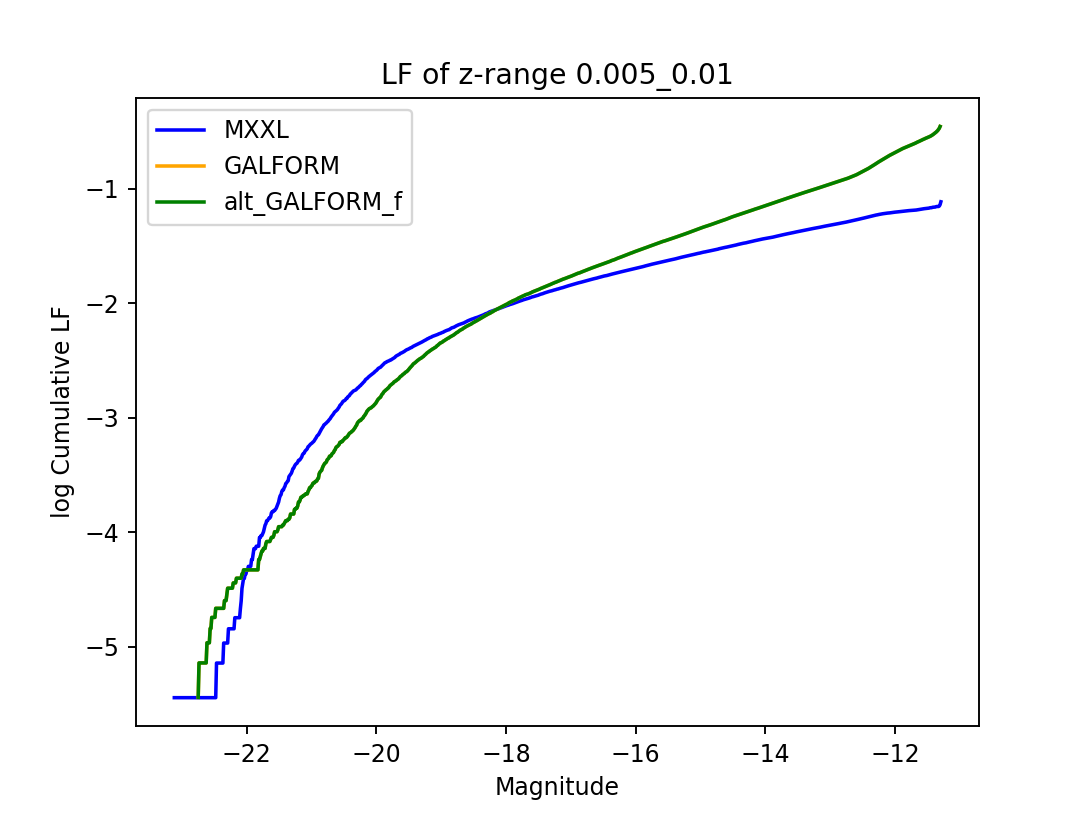 LF of z-range 0.005_0.01
MXXL
GALFORM
alt_GALFORM_f
−1
−2
−3
−4
−5
log Cumulative LF
−22
−20
−18
−16
−14
−12
Magnitude